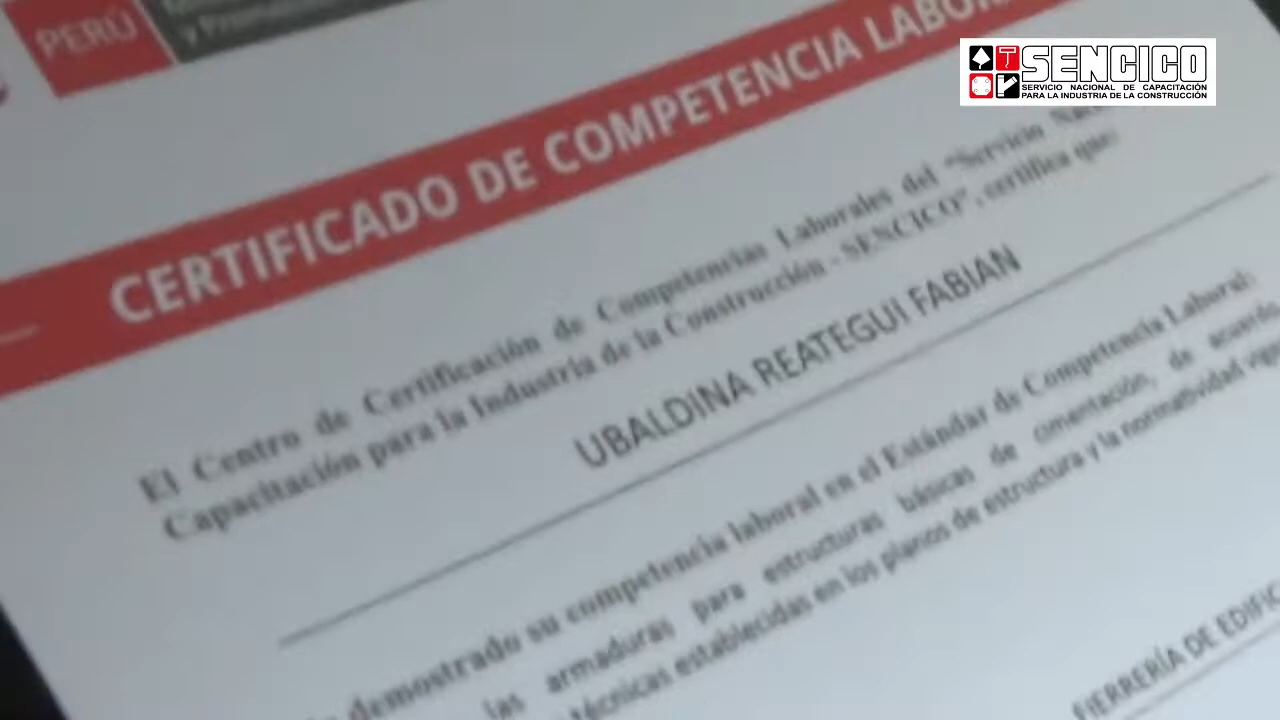 PERÚ
y Promoción
SENCICO
SERVICIO NACIONAL DE CAPACITACIÓN
PARA LA INDUSTRIA DE LA CONSTRUCCIÓN
CERTIFICADO DE COMPETENCIA LABOR
El Centro de Certificación de Competencias Laborales del "Servicio
Capacitación para la Industria de la Construcción - SENCICO", certifica que:
UBALDINA REATEGUI FABIAN
demostrado su competencia laboral en el Estándar de Competencia Laboral:
las armaduras para estructuras básicas de cimentación, de acuerdo
técnicas establecidas en los planos de estructura y la normatividad
FIERRERÍA DE EDIFIC